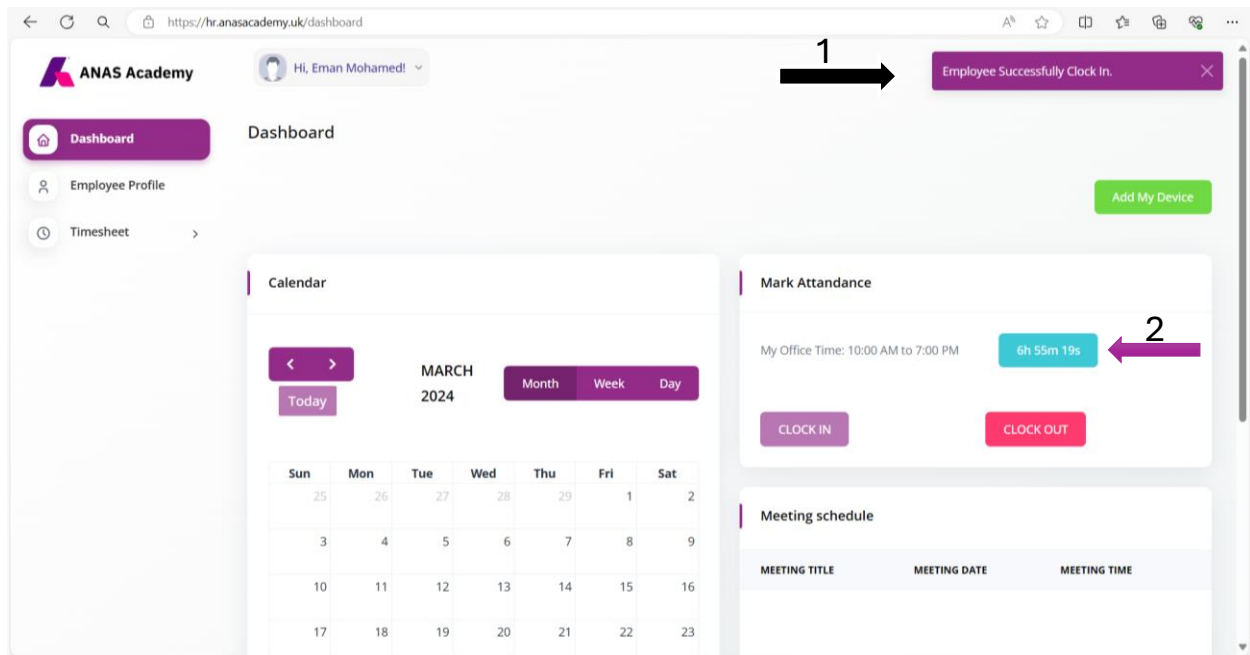 https://hr.anasacademy.uk/dashboard
ANAS Academy
Hi, Eman Mohamed!
1
Employee Successfully Clock In.
Dashboard
Dashboard
Employee Profile
Add My Device
Timesheet
Calendar
Mark Attandance
My Office Time: 10:00 AM to 7:00 PM
6h 55m 19s
2
MARCH
2024
Month Week Day
Today
CLOCK IN
CLOCK OUT
Sun Mon Tue Wed Thu Fri Sat
25 26 27 28 29 1 2
3 4 5 6 7 8 9
10 11 12 13 14 15 16
17 18 19 20 21 22 23
Meeting schedule
MEETING TITLE MEETING DATE MEETING TIME